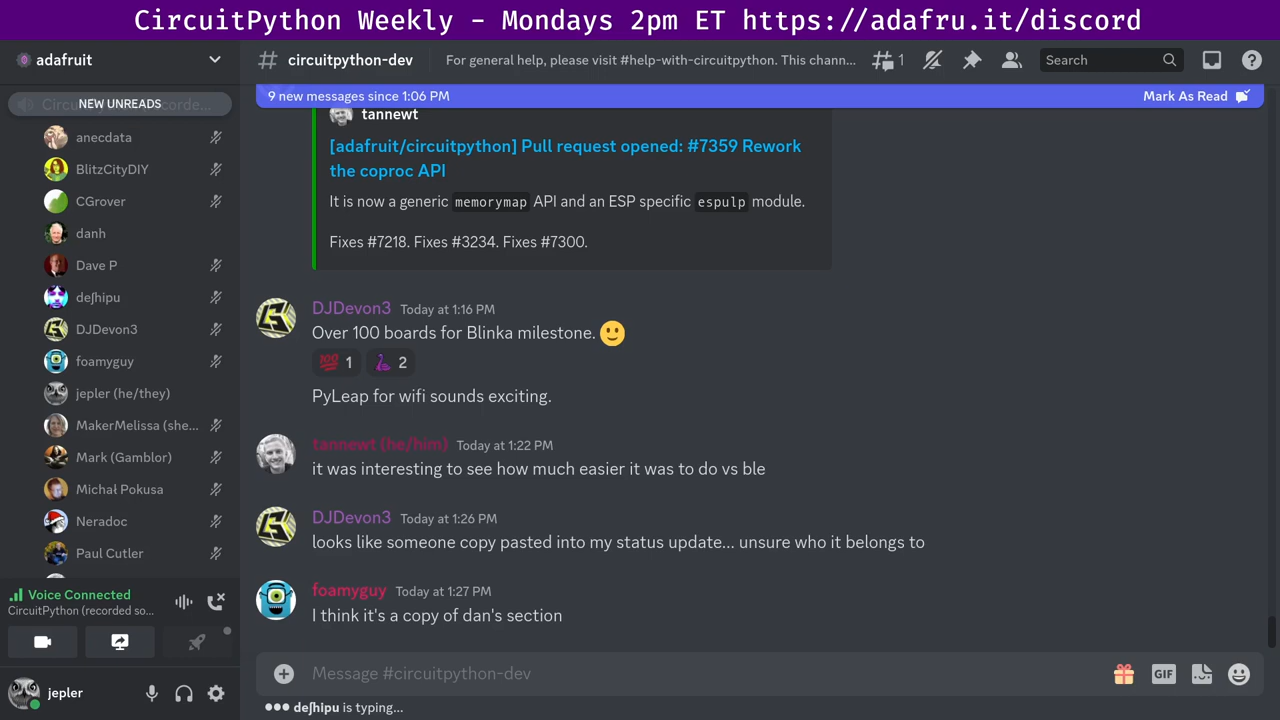 CircuitPython Weekly - Mondays 2pm ET https://adafru.it/discord
adafruit
# circuitpython-dev
For general help, please visit #help-with-circuitpython. This chann...
1
Search
NEW UNREADS
9 new messages since 1:06 PM
Mark As Read
anecdata
BlitzCityDIY
CGrover
danh
Dave P
deʃhipu
DJDevon3
foamyguy
jepler (he/they)
MakerMelissa (she...
Mark (Gamblor)
Michał Pokusa
Neradoc
Paul Cutler
Voice Connected
CircuitPython (recorded so...
jepler
tannewt
[adafruit/circuitpython] Pull request opened: #7359 Rework
the coproc API
It is now a generic memorymap API and an ESP specific espulp module.
Fixes #7218. Fixes #3234. Fixes #7300.
DJDevon3 Today at 1:16 PM
Over 100 boards for Blinka milestone. 🙂
💯 1 2
PyLeap for wifi sounds exciting.
tannewt (he/him) Today at 1:22 PM
it was interesting to see how much easier it was to do vs ble
DJDevon3 Today at 1:26 PM
looks like someone copy pasted into my status update... unsure who it belongs to
foamyguy Today at 1:27 PM
I think it's a copy of dan's section
Message #circuitpython-dev
GIF
deʃhipu is typing...